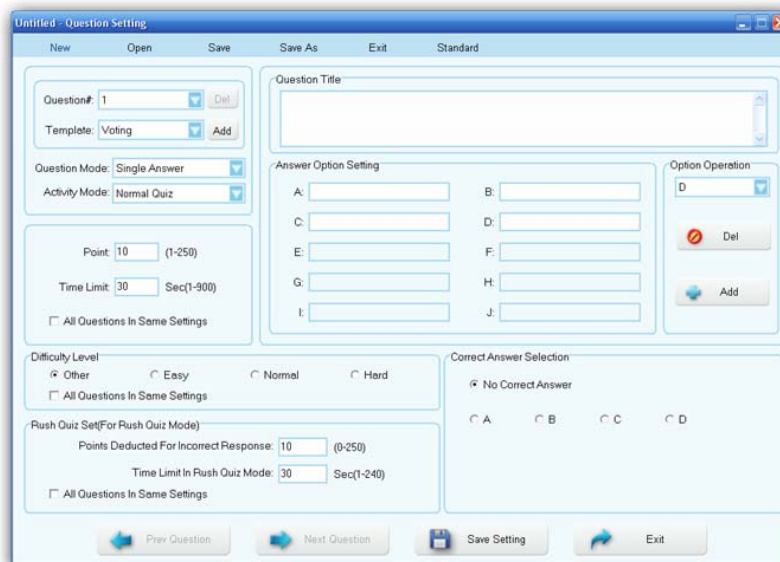 Untitled - Question Setting
New Open Save Save As Exit Standard
Question#: 1 Del
Template: Voting Add
Question Mode: Single Answer
Activity Mode: Normal Quiz
Question Title
Answer Option Setting
A: B:
C: D:
E: F:
G: H:
I: J:
Option Operation
D
Del
Add
Point: 10 (1-250)
Time Limit: 30 Sec(1-900)
All Questions In Same Settings
Difficulty Level
Other Easy Normal Hard
All Questions In Same Settings
Correct Answer Selection
No Correct Answer
A B C D
Rush Quiz Set(For Rush Quiz Mode)
Points Deducted For Incorrect Response: 10 (0-250)
Time Limit In Rush Quiz Mode: 30 Sec(1-240)
All Questions In Same Settings
Prev Question Next Question Save Setting Exit